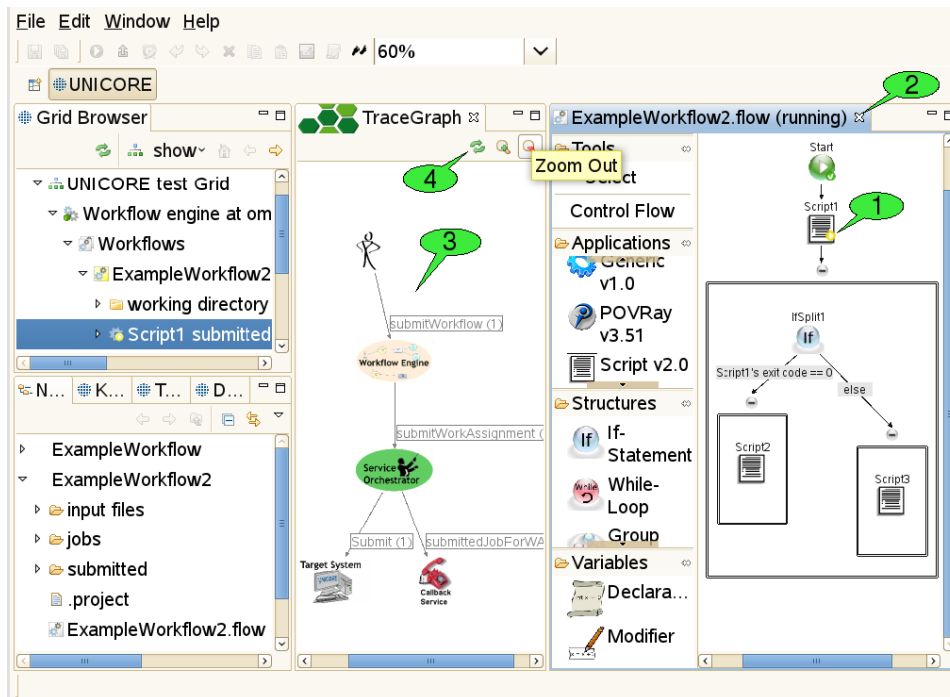 File Edit Window Help
60%
UNICORE
2
Grid Browser
show
UNICORE test Grid
Workflow engine at om
Workflows
ExampleWorkflow2
working directory
Script1 submitted
N... K... T... D...
ExampleWorkflow
ExampleWorkflow2
input files
jobs
submitted
.project
ExampleWorkflow2.flow
TraceGraph
4
3
submitWorkflow (1)
Workflow Engine
submitWorkAssignment (
Service
Orchestrator
Submit (1)
submittedJobForWA
Target System
UNICORE
Callback
Service
ExampleWorkflow2.flow (running)
Tools
Zoom Out
Select
Control Flow
Applications
Generic
v1.0
POVRay
v3.51
Script v2.0
Structures
If
If-
Statement
While
While-
Loop
Group
Variables
Declara...
Modifier
Start
Script1
1
IfSplit1
If
Script1's exit code == 0
else
Script2
Script3